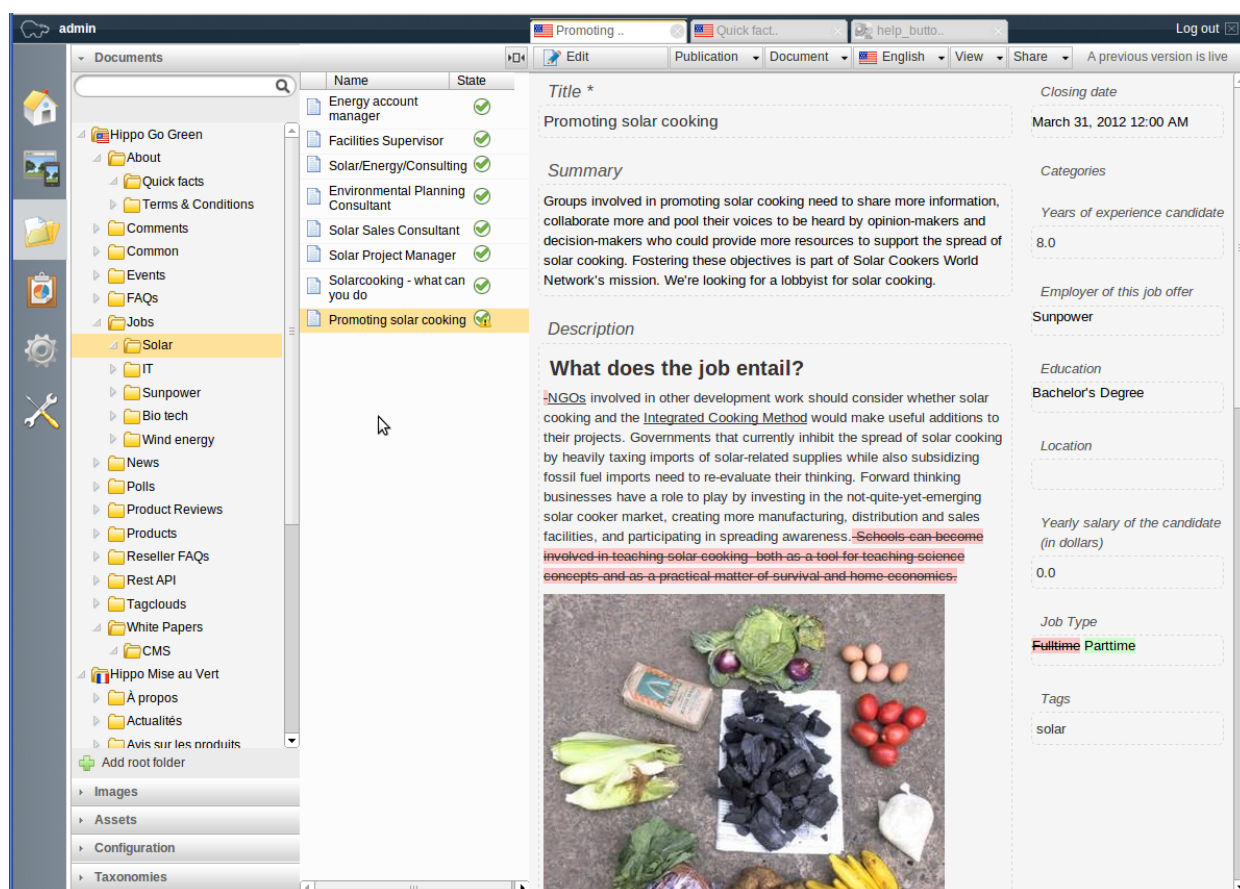 admin
Promoting ..
Quick fact..
help_butto..
Log out
Documents
Edit
Publication
Document
English
View
Share
A previous version is live
Hippo Go Green
About
Quick facts
Terms & Conditions
Comments
Common
Events
FAQs
Jobs
Solar
IT
Sunpower
Bio tech
Wind energy
News
Polls
Product Reviews
Products
Reseller FAQs
Rest API
Tagclouds
White Papers
CMS
Hippo Mise au Vert
À propos
Actualités
Avis sur les produits
Add root folder
Images
Assets
Configuration
Taxonomies
Name State
Energy account
manager
Facilities Supervisor
Solar/Energy/Consulting
Environmental Planning
Consultant
Solar Sales Consultant
Solar Project Manager
Solarcooking - what can
you do
Promoting solar cooking
Title *
Promoting solar cooking
Summary
Groups involved in promoting solar cooking need to share more information,
collaborate more and pool their voices to be heard by opinion-makers and
decision-makers who could provide more resources to support the spread of
solar cooking. Fostering these objectives is part of Solar Cookers World
Network's mission. We're looking for a lobbyist for solar cooking.
Description
What does the job entail?
-NGOs involved in other development work should consider whether solar
cooking and the Integrated Cooking Method would make useful additions to
their projects. Governments that currently inhibit the spread of solar cooking
by heavily taxing imports of solar-related supplies while also subsidizing
fossil fuel imports need to re-evaluate their thinking. Forward thinking
businesses have a role to play by investing in the not-quite-yet-emerging
solar cooker market, creating more manufacturing, distribution and sales
facilities, and participating in spreading awareness. Schools can become
involved in teaching solar cooking both as a tool for teaching science
concepts and as a practical matter of survival and home economics.
Closing date
March 31, 2012 12:00 AM
Categories
Years of experience candidate
8.0
Employer of this job offer
Sunpower
Education
Bachelor's Degree
Location
Yearly salary of the candidate
(in dollars)
0.0
Job Type
Fulltime Parttime
Tags
solar